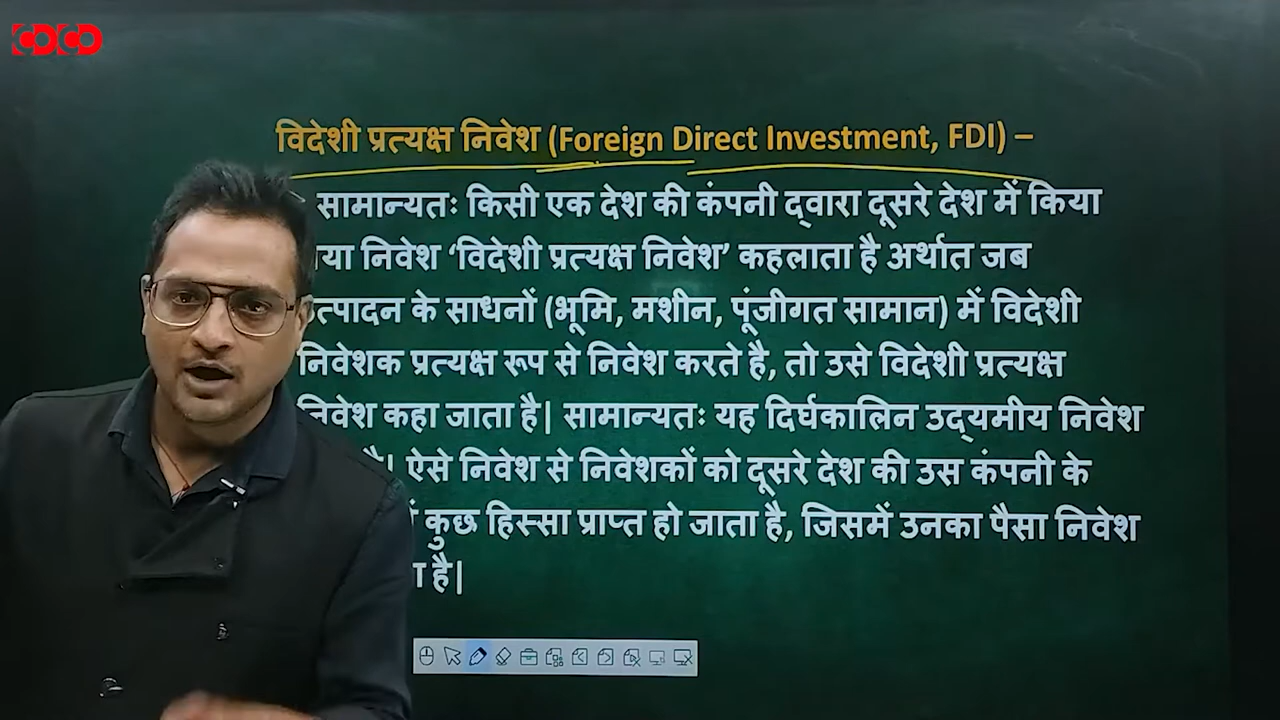 COCO
विदेशी प्रत्यक्ष निवेश (Foreign Direct Investment, FDI) –
सामान्यतः किसी एक देश की कंपनी द्वारा दूसरे देश में किया
निवेश ‘विदेशी प्रत्यक्ष निवेश’ कहलाता है अर्थात जब
के साधनों (भूमि, मशीन, पूंजीगत सामान) में विदेशी
निवेशक प्रत्यक्ष रूप से निवेश करते है, तो उसे विदेशी प्रत्यक्ष
निवेश कहा जाता है| सामान्यतः यह दिर्घकालिन उद्यमीय निवेश
है| ऐसे निवेश से निवेशकों को दूसरे देश की उस कंपनी के
कुछ हिस्सा प्राप्त हो जाता है, जिसमें उनका पैसा निवेश
है|